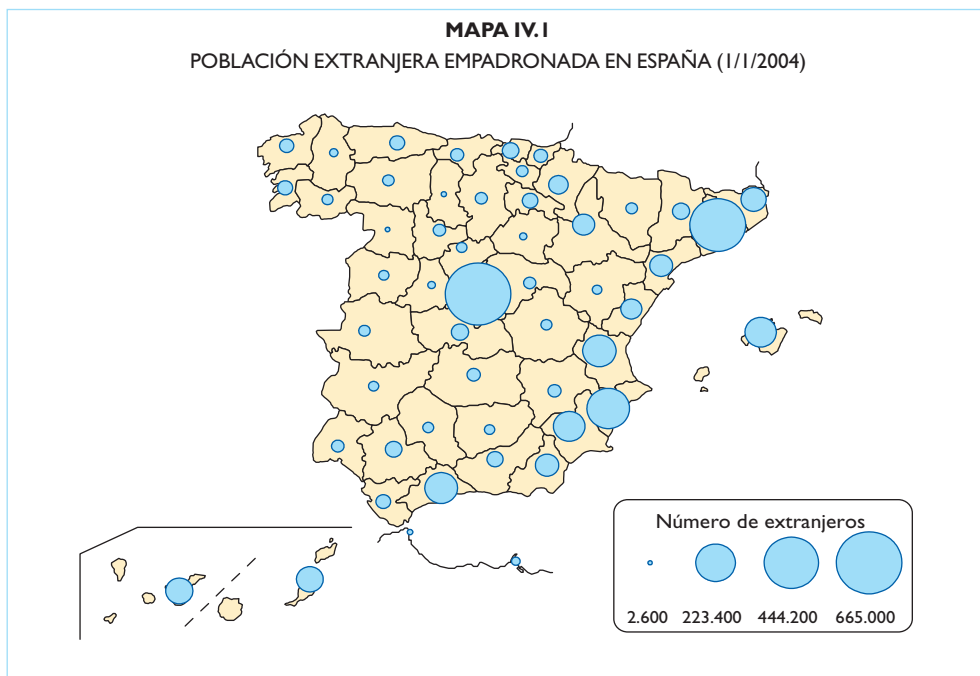 MAPA IV.1
POBLACIÓN EXTRANJERA EMPADRONADA EN ESPAÑA (1/1/2004)
Número de extranjeros
2.600 223.400 444.200 665.000